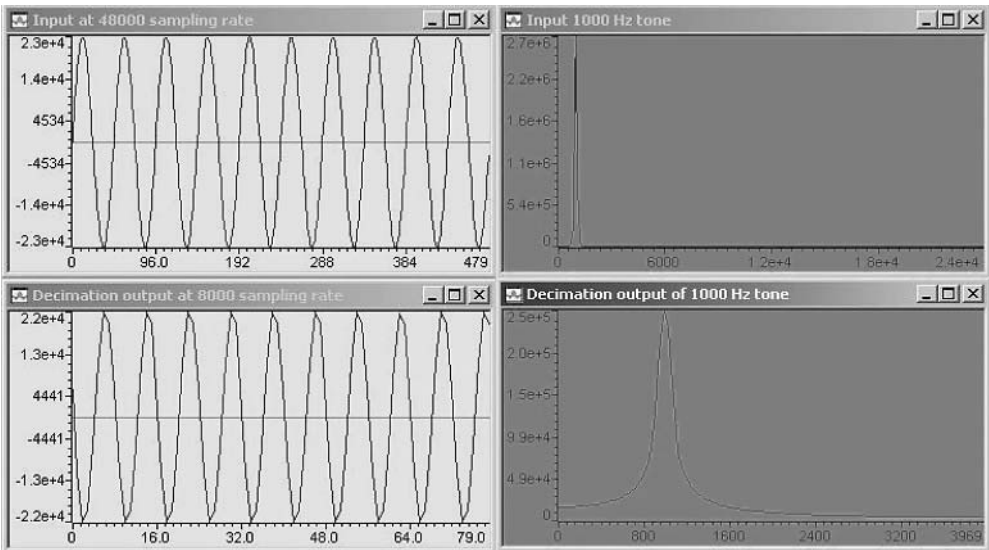 Input at 48000 sampling rate
2.3e+4
1.4e+4
4534
-4534
-1.4e+4
-2.3e+4
0 96.0 192 288 384 479
Input 1000 Hz tone
2.7e+6
2.2e+6
1.6e+6
1.1e+6
5.4e+5
0
0 6000 1.2e+4 1.8e+4 2.4e+4
Decimation output at 8000 sampling rate
2.2e+4
1.3e+4
4441
-4441
-1.3e+4
-2.2e+4
0 16.0 32.0 48.0 64.0 79.0
Decimation output of 1000 Hz tone
2.5e+5
2.0e+5
1.5e+5
9.9e+4
4.9e+4
0
0 800 1600 2400 3200 3969